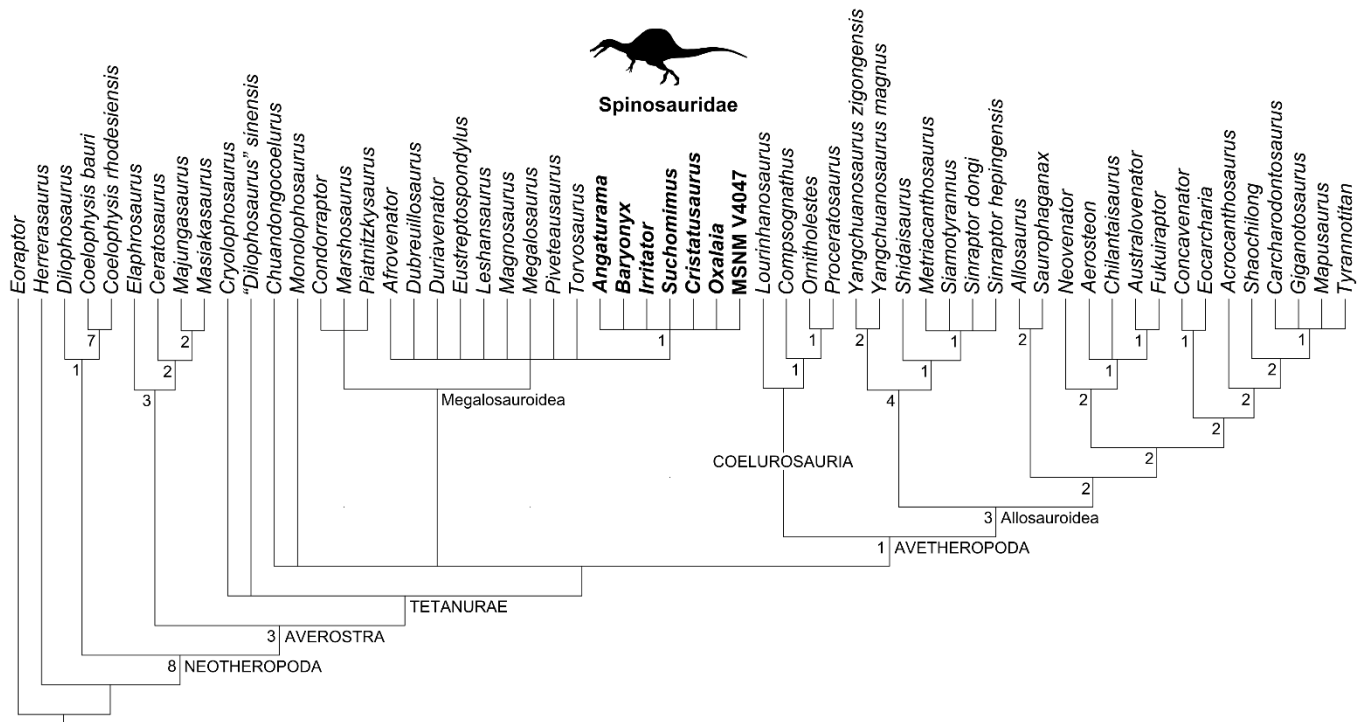 Spinosauridae
Eoraptor
Herrerasaurus
Dilophosaurus
Coelophysis bauri
Coelophysis rhodesiensis
Elaphrosaurus
Ceratosaurus
Majungasaurus
Masiakasaurus
Cryolophosaurus
"Dilophosaurus" sinensis
Chuandongocoelurus
Monolophosaurus
Condorraptor
Marshosaurus
Piatnitzkysaurus
Afrovenator
Dubreuillosaurus
Duriavenator
Eustreptospondylus
Leshansaurus
Magnosaurus
Megalosaurus
Piveteausaurus
Torvosaurus
Angaturama
Baryonyx
Irritator
Suchomimus
Cristatusaurus
Oxalaia
MSNM V4047
Lourinhanosaurus
Compsognathus
Ornitholestes
Proceratosaurus
Yangchuanosaurus zigongensis
Yangchuanosaurus magnus
Shidaisaurus
Metriacanthosaurus
Siamotyrannus
Sinraptor dongi
Sinraptor hepingensis
Allosaurus
Saurophaganax
Neovenator
Aerosteon
Chilantaisaurus
Australovenator
Fukuiraptor
Concavenator
Eocarcharia
Acrocanthosaurus
Shaochilong
Carcharodontosaurus
Giganotosaurus
Mapusaurus
Tyrannotitan
7
2
1
1
2
2
1
1
1
1
2
1
1
1
1
2
3
Megalosauroidea
4
2
2
2
2
COELUROSAURIA
2
2
3 Allosauroidea
1 AVETHEROPODA
TETANURAE
3 AVEROSTRA
8 NEOTHEROPODA